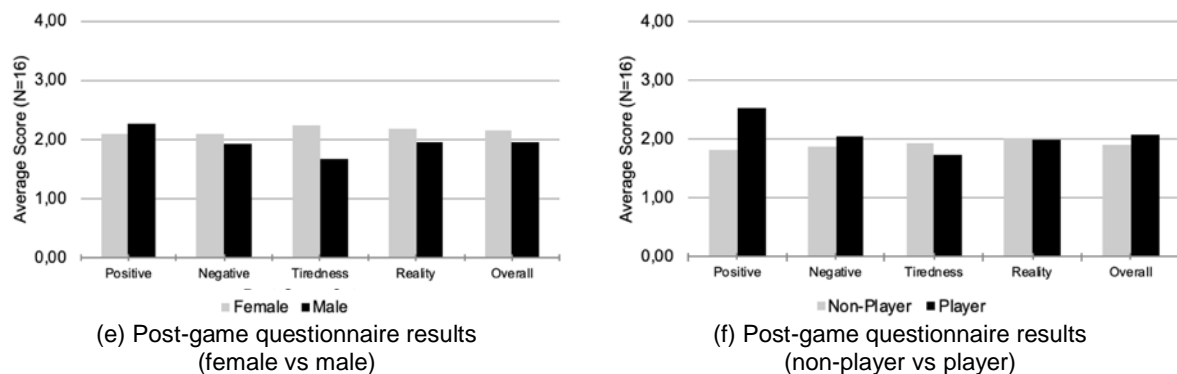 4,00
3,00
2,00
1,00
0,00
Average Score (N=16)
Positive Negative Tiredness Reality Overall
Female Male
(e) Post-game questionnaire results
(female vs male)
4,00
3,00
2,00
1,00
0,00
Average Score (N=16)
Positive Negative Tiredness Reality Overall
Non-Player Player
(f) Post-game questionnaire results
(non-player vs player)